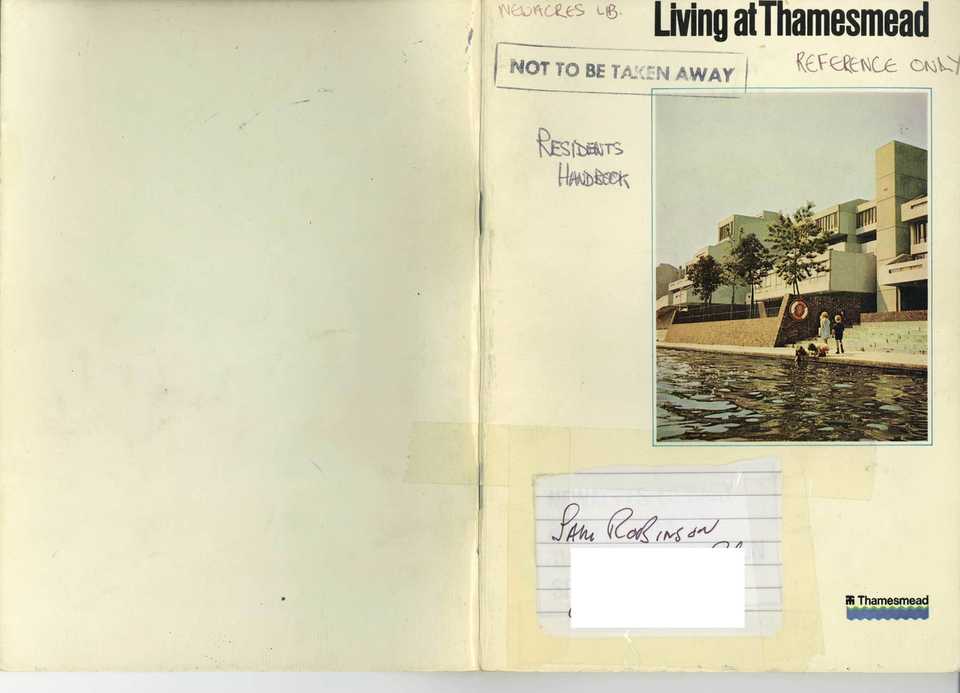 NEWACRES LIB.
Living at Thamesmead
REFERENCE ONLY
NOT TO BE TAKEN AWAY
RESIDENTS
HANDBOOK
SAM ROBINSON
Thamesmead